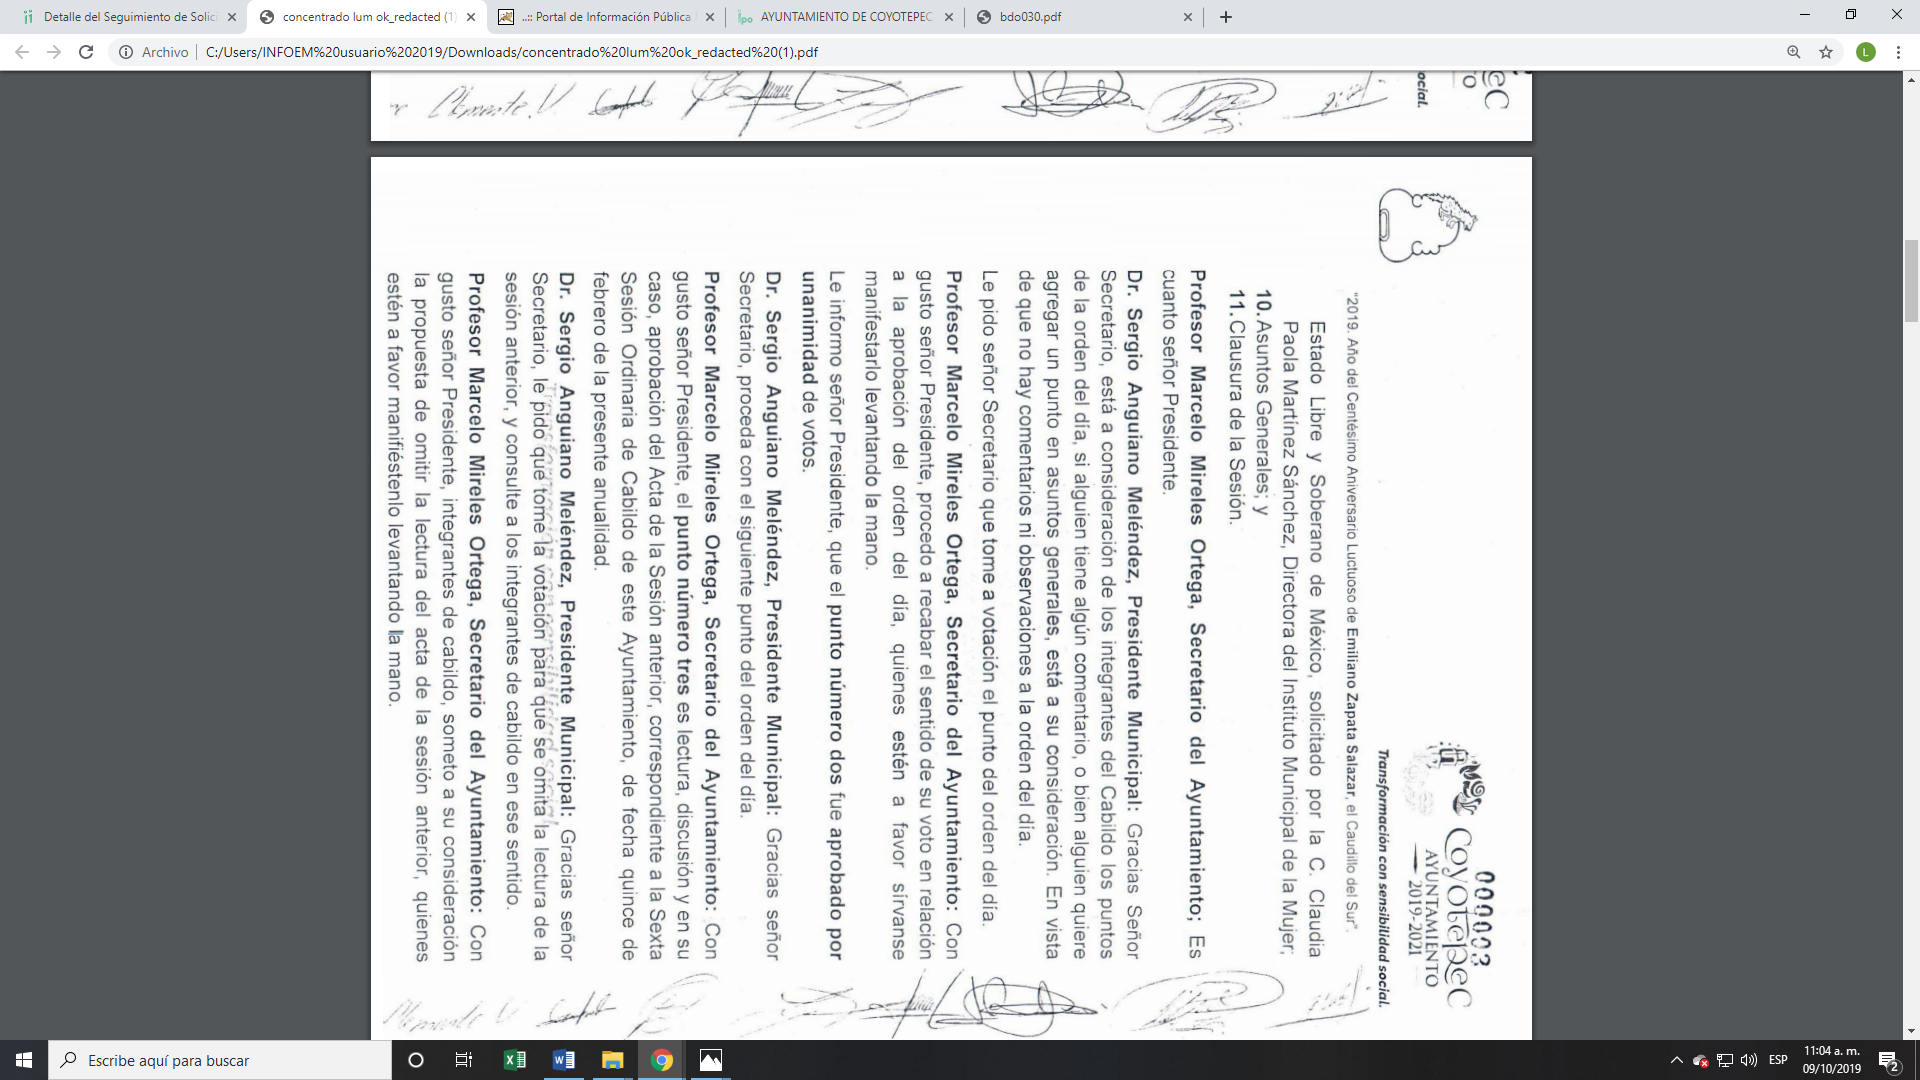 Detalle del Seguimiento de Solici
concentrado lum ok_redacted (1)
..:: Portal de Información Pública
AYUNTAMIENTO DE COYOTEPEC
bdo030.pdf
Archivo
C:/Users/INFOEM%20usuario%202019/Downloads/concentrado%20lum%20ok_redacted%20(1).pdf
L
social.
000003
Coyotepec
AYUNTAMIENTO
2019-2021
Transformación con sensibilidad social.
"2019. Año del Centésimo Aniversario Luctuoso de Emiliano Zapata Salazar, el Caudillo del Sur".
Estado Libre y Soberano de México, solicitado por la C. Claudia
Paola Martínez Sánchez, Directora del Instituto Municipal de la Mujer;
10. Asuntos Generales; y
11. Clausura de la Sesión.
Profesor Marcelo Mireles Ortega, Secretario del Ayuntamiento; Es
cuanto señor Presidente.
Dr. Sergio Anguiano Meléndez, Presidente Municipal: Gracias Señor
Secretario, está a consideración de los integrantes del Cabildo los puntos
de la orden del día, si alguien tiene algún comentario, o bien alguien quiere
agregar un punto en asuntos generales, está a su consideración. En vista
de que no hay comentarios ni observaciones a la orden del día.
Le pido señor Secretario que tome a votación el punto del orden del día.
Profesor Marcelo Mireles Ortega, Secretario del Ayuntamiento: Con
gusto señor Presidente, procedo a recabar el sentido de su voto en relación
a la aprobación del orden del día, quienes estén a favor sírvanse
manifestarlo levantando la mano.
Le informo señor Presidente, que el punto número dos fue aprobado por
unanimidad de votos.
Dr. Sergio Anguiano Meléndez, Presidente Municipal: Gracias señor
Secretario, proceda con el siguiente punto del orden del día.
Profesor Marcelo Mireles Ortega, Secretario del Ayuntamiento: Con
gusto señor Presidente, el punto número tres es lectura, discusión y en su
caso, aprobación del Acta de la Sesión anterior, correspondiente a la Sexta
Sesión Ordinaria de Cabildo de este Ayuntamiento, de fecha quince de
febrero de la presente anualidad.
Dr. Sergio Anguiano Meléndez, Presidente Municipal: Gracias señor
Secretario, le pido que tome la votación para que se omita la lectura de la
sesión anterior, y consulte a los integrantes de cabildo en ese sentido.
Profesor Marcelo Mireles Ortega, Secretario del Ayuntamiento: Con
gusto señor Presidente, integrantes de cabildo, someto a su consideración
la propuesta de omitir la lectura del acta de la sesión anterior, quienes
estén a favor manifiéstenlo levantando la mano.
Clemente V.
Escribe aquí para buscar
ESP
11:04 a. m.
09/10/2019
2